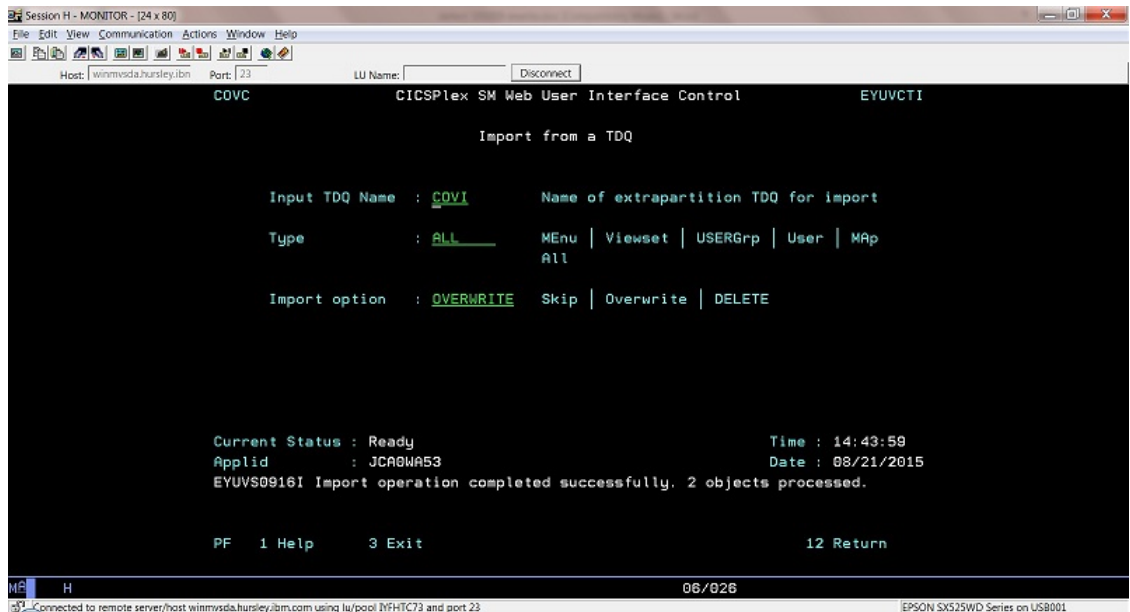 Session H - MONITOR - [24 x 80]
File Edit View Communication Actions Window Help
Host: winmvsda.hursley.ibn Port: 23 LU Name: Disconnect
COVC CICSPlex SM Web User Interface Control EYUVCTI
Import from a TDQ
Input TDQ Name : COVI Name of extrapartition TDQ for import
Type : ALL MEnu | Viewset | USERGrp | User | MAp
All
Import option : OVERWRITE Skip | Overwrite | DELETE
Current Status : Ready Time : 14:43:59
Applid : JCA0WA53 Date : 08/21/2015
EYUVS0916I Import operation completed successfully. 2 objects processed.
PF 1 Help 3 Exit 12 Return
MA H 06/026
Connected to remote server/host winmvsda.hursley.ibm.com using lu/pool IYFHTC73 and port 23 EPSON SX525WD Series on USB001